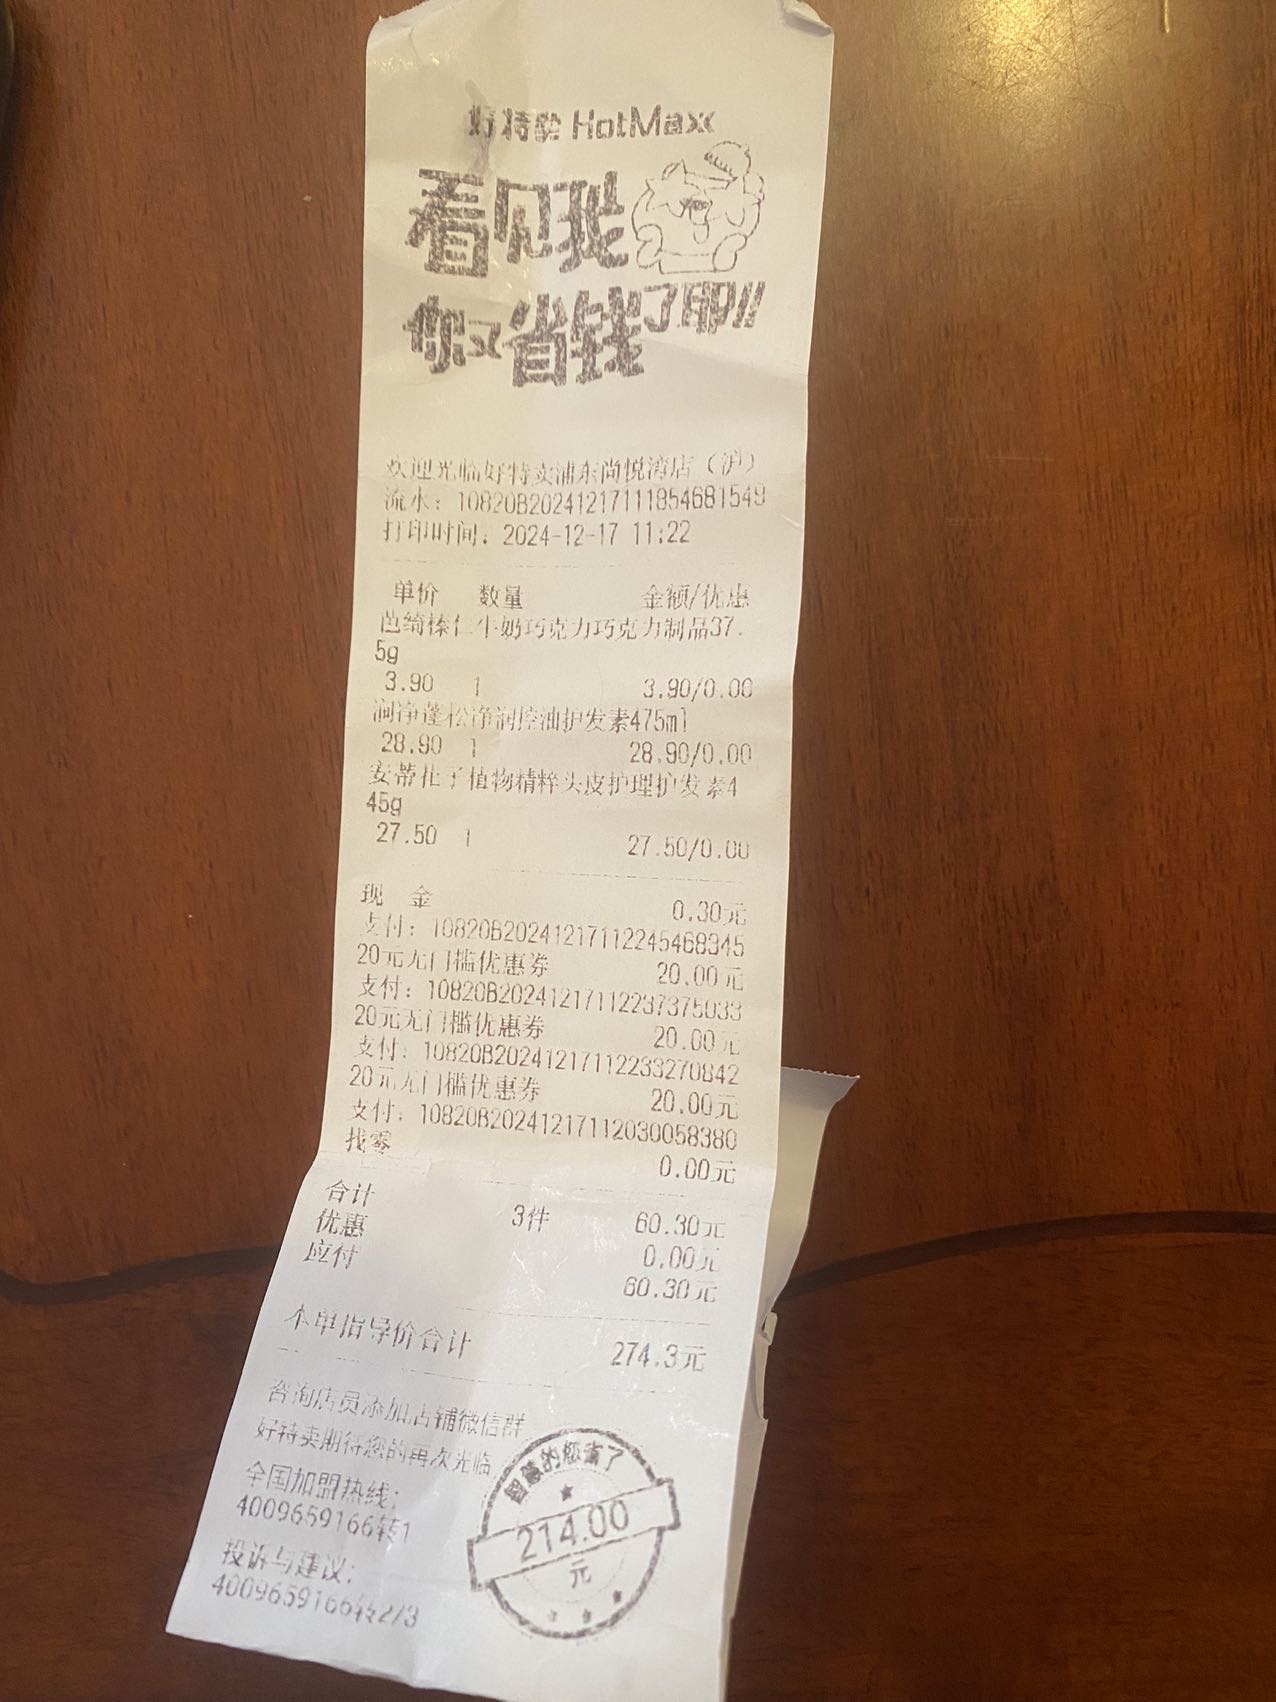 好特卖 HotMaxx
看见我
你又省钱了耶!!
欢迎光临好特卖浦东尚悦湾店（沪）
流水：10820B202412171118546815​49
打印时间：2024-12-17 11:22
单价 数量 金额/优惠
芭绮榛仁牛奶巧克力巧克力制品37.
5g
3.90 1 3.90/0.00
润净蓬松净润控油护发素475ml
28.90 1 28.90/0.00
安蒂花子植物精粹头皮护理护发素4
45g
27.50 1 27.50/0.00
现 金 0.30元
支付：10820B20241217112245468345
20元无门槛优惠券 20.00元
支付：10820B20241217112237375033
20元无门槛优惠券 20.00元
支付：10820B20241217112233270842
20元无门槛优惠券 20.00元
支付：10820B20241217112030058380
找零 0.00元
合计 3件 60.30元
优惠 0.00元
应付 60.30元
本单指导价合计 274.3元
咨询店员添加店铺微信群
好特卖期待您的再次光临
全国加盟热线：
4009659166转1
投诉与建议：
4009659166转2/3
智慧的您省了
214.00
元